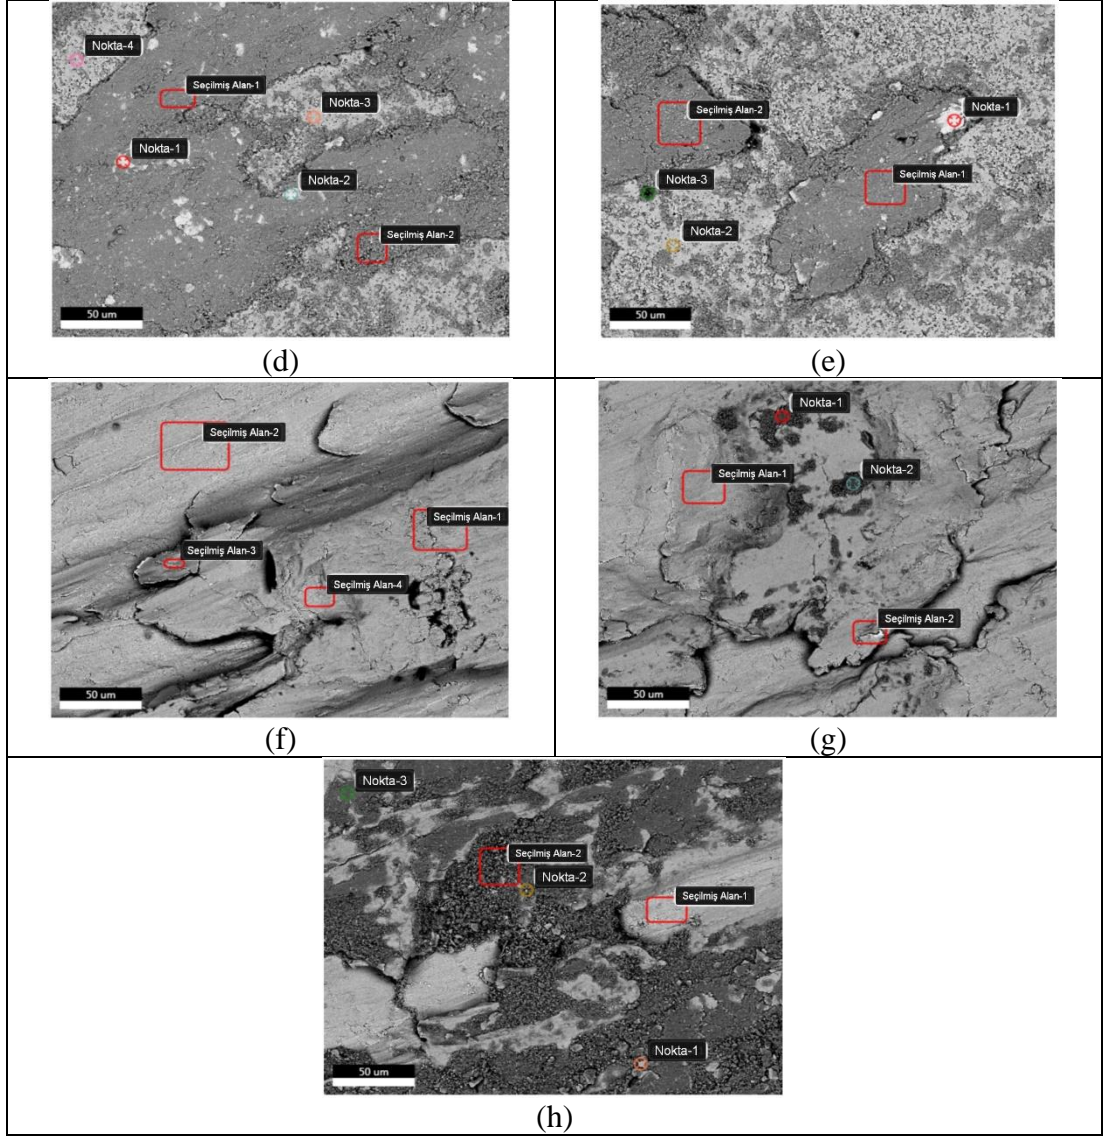 Nokta-4
Seçilmiş Alan-1
Nokta-3
Nokta-1
Nokta-2
Seçilmiş Alan-2
50 um
(d)
Nokta-1
Seçilmiş Alan-2
Seçilmiş Alan-1
Nokta-3
Nokta-2
50 um
(e)
Seçilmiş Alan-2
Seçilmiş Alan-1
Seçilmiş Alan-3
Seçilmiş Alan-4
50 um
(f)
Nokta-1
Seçilmiş Alan-1
Nokta-2
Seçilmiş Alan-2
50 um
(g)
Nokta-3
Seçilmiş Alan-2
Nokta-2
Seçilmiş Alan-1
Nokta-1
50 um
(h)